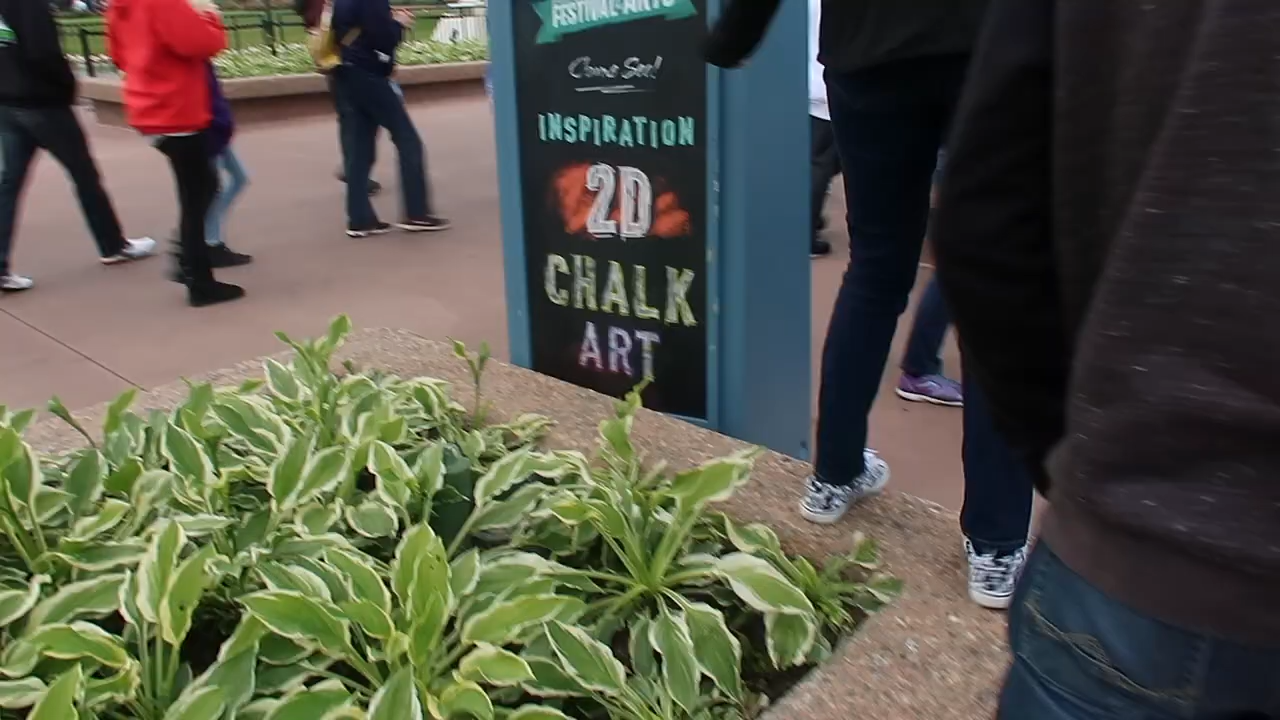 FESTIVAL ARTS
Come See!
INSPIRATION
2D
CHALK
ART